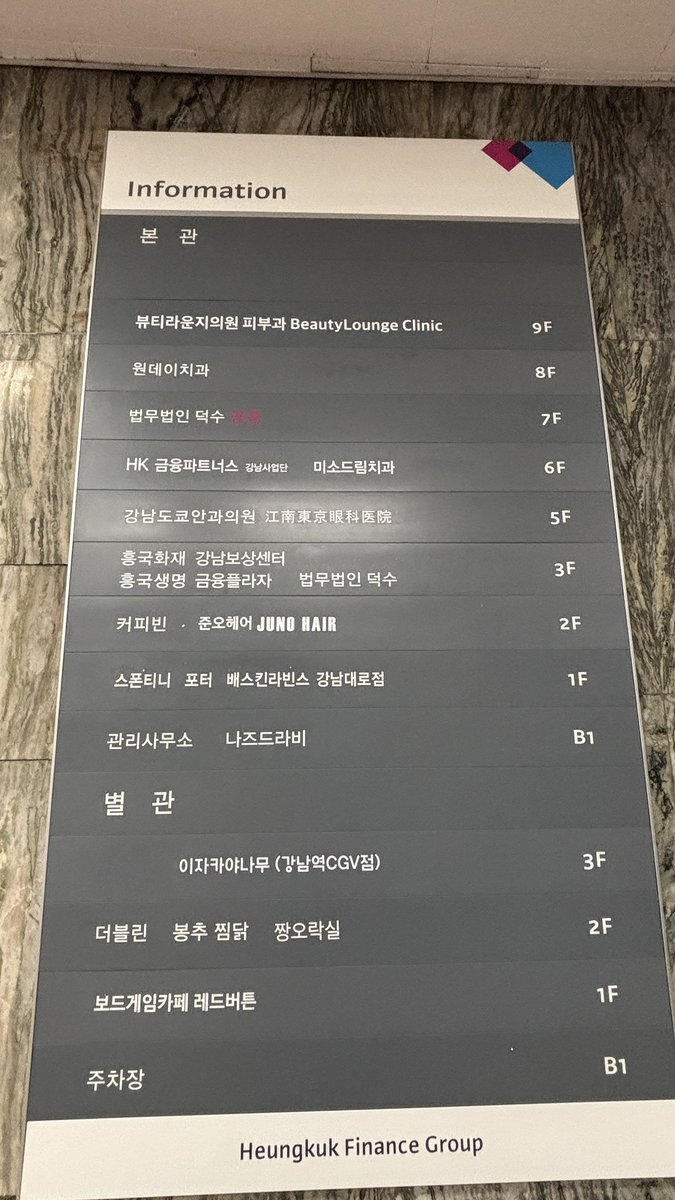 Information
본 관
뷰티라운지의원 피부과 BeautyLounge Clinic 9F
원데이치과 8F
법무법인 덕수 7F
HK 금융파트너스 강남사업단 미소드림치과 6F
강남도쿄안과의원 江南東京眼科医院 5F
흥국화재 강남보상센터
흥국생명 금융플라자 법무법인 덕수 3F
커피빈 · 준오헤어 JUNO HAIR 2F
스폰티니 포터 배스킨라빈스 강남대로점 1F
관리사무소 나즈드라비 B1
별 관
이자카야나무 (강남역CGV점) 3F
더블린 봉추 찜닭 짱오락실 2F
보드게임카페 레드버튼 1F
주차장 B1
Heungkuk Finance Group